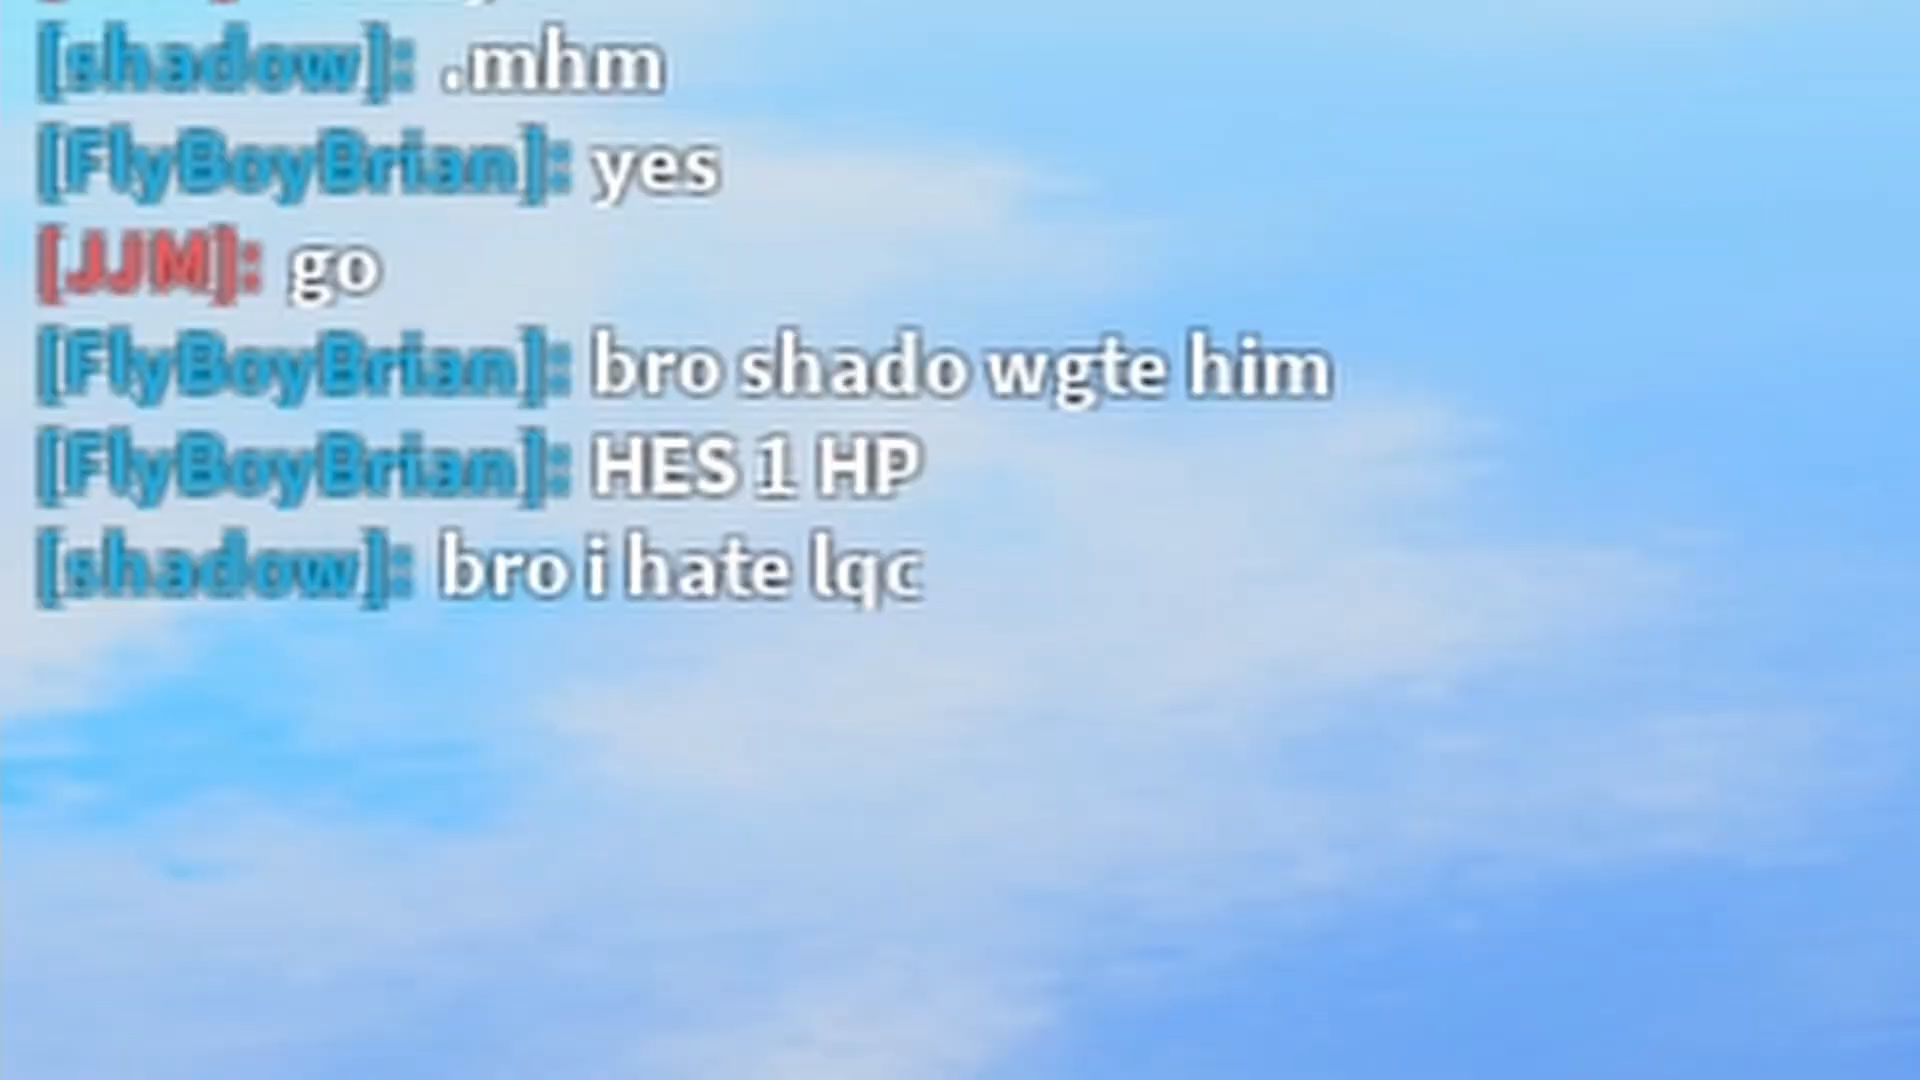 [shadow]: .mhm
[FlyBoyBrian]: yes
[JJM]: go
[FlyBoyBrian]: bro shado wgte him
[FlyBoyBrian]: HES 1 HP
[shadow]: bro i hate lqc